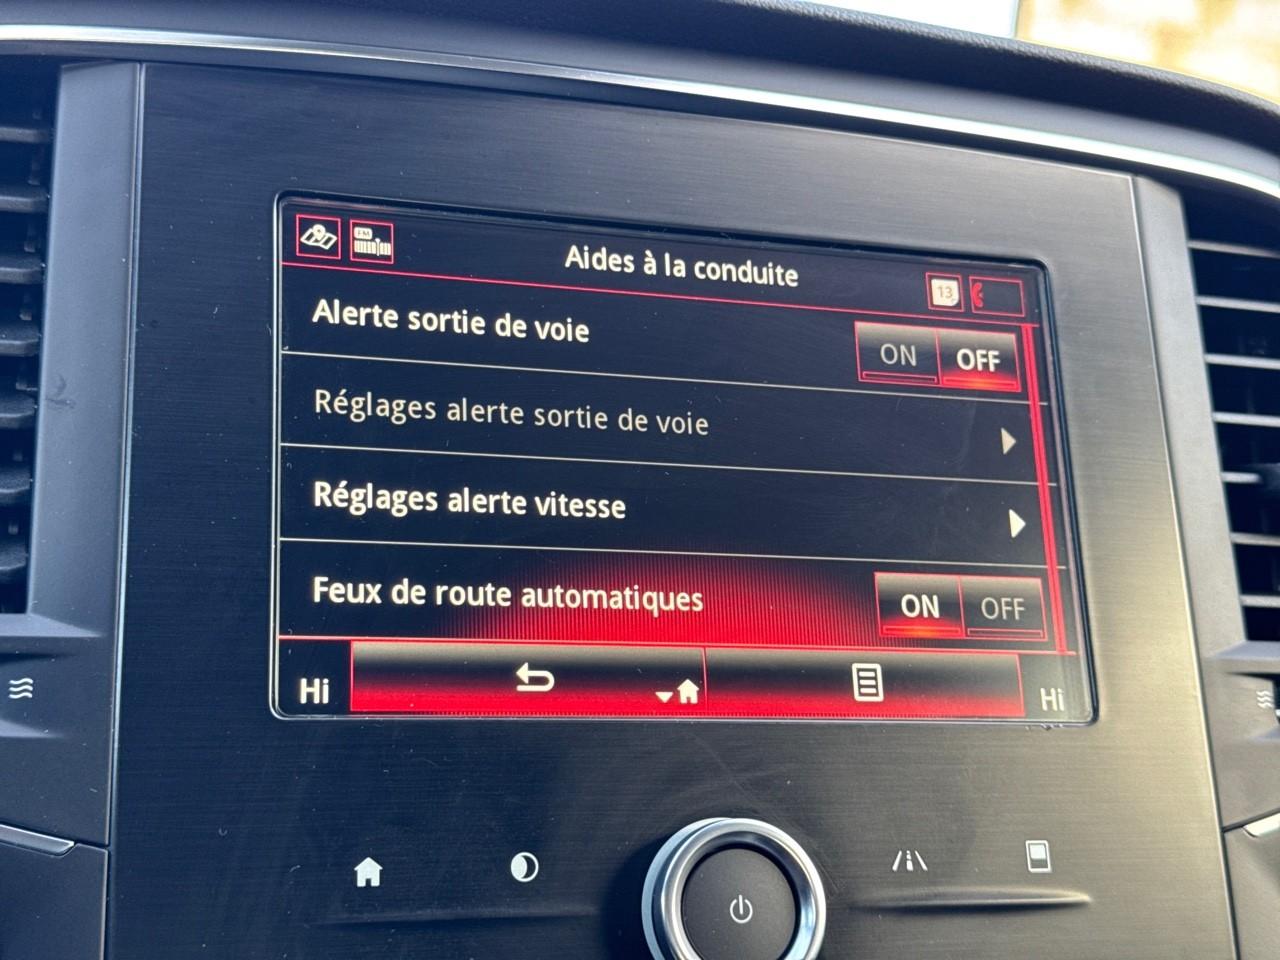 FM
Aides à la conduite
13
Alerte sortie de voie
ON OFF
Réglages alerte sortie de voie
Réglages alerte vitesse
Feux de route automatiques
ON OFF
Hi
Hi